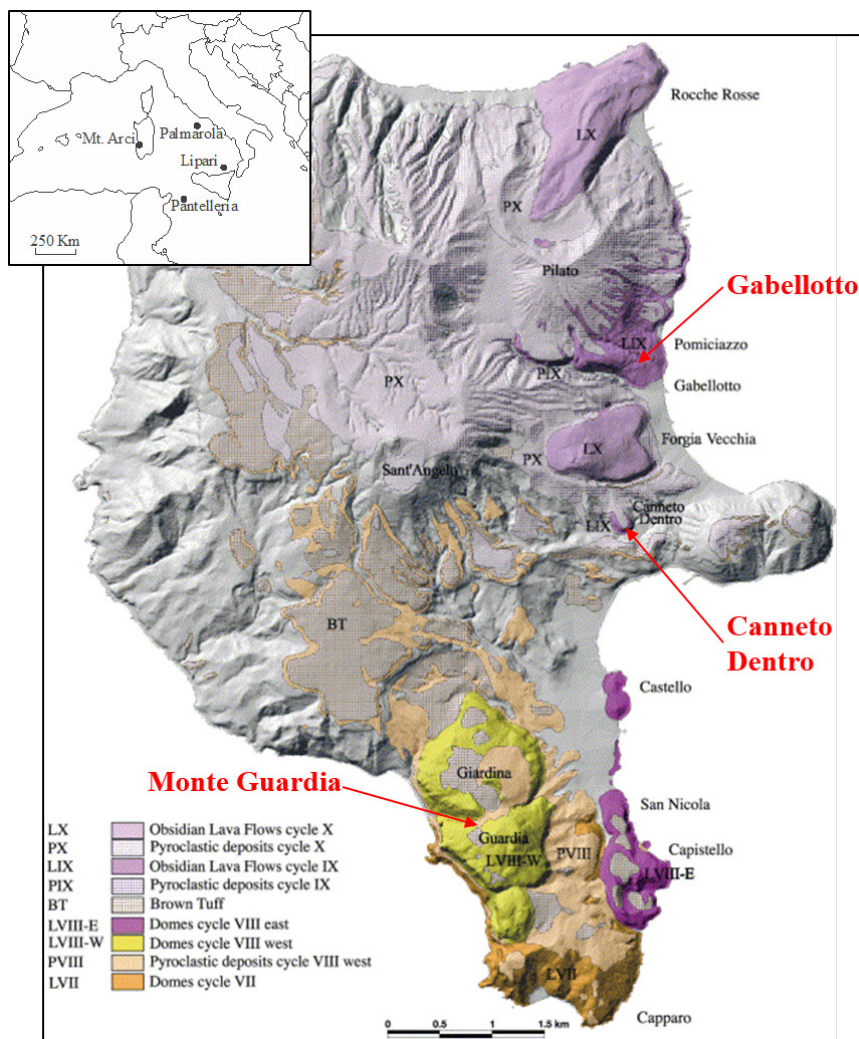 Mt. Arci
Palmarola
Lipari
Pantelleria
250 Km
Rocche Rosse
LX
PX
Pilato
Gabellotto
LIX
Pomiciazzo
PIX
Gabellotto
PX
Forgia Vecchia
LX
PX
Sant'Angelo
Canneto
Dentro
LIX
BT
Canneto
Dentro
Castello
Giardina
Monte Guardia
San Nicola
Guardia
LVIII-W
PVIII
Capistello
LVIII-E
LVII
Capparo
LX Obsidian Lava Flows cycle X
PX Pyroclastic deposits cycle X
LIX Obsidian Lava Flows cycle IX
PIX Pyroclastic deposits cycle IX
BT Brown Tuff
LVIII-E Domes cycle VIII east
LVIII-W Domes cycle VIII west
PVIII Pyroclastic deposits cycle VIII west
LVII Domes cycle VII
0 0.5 1 1.5 km